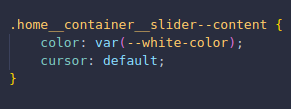 .home__container__slider--content {
    color: var(--white-color);
    cursor: default;
}